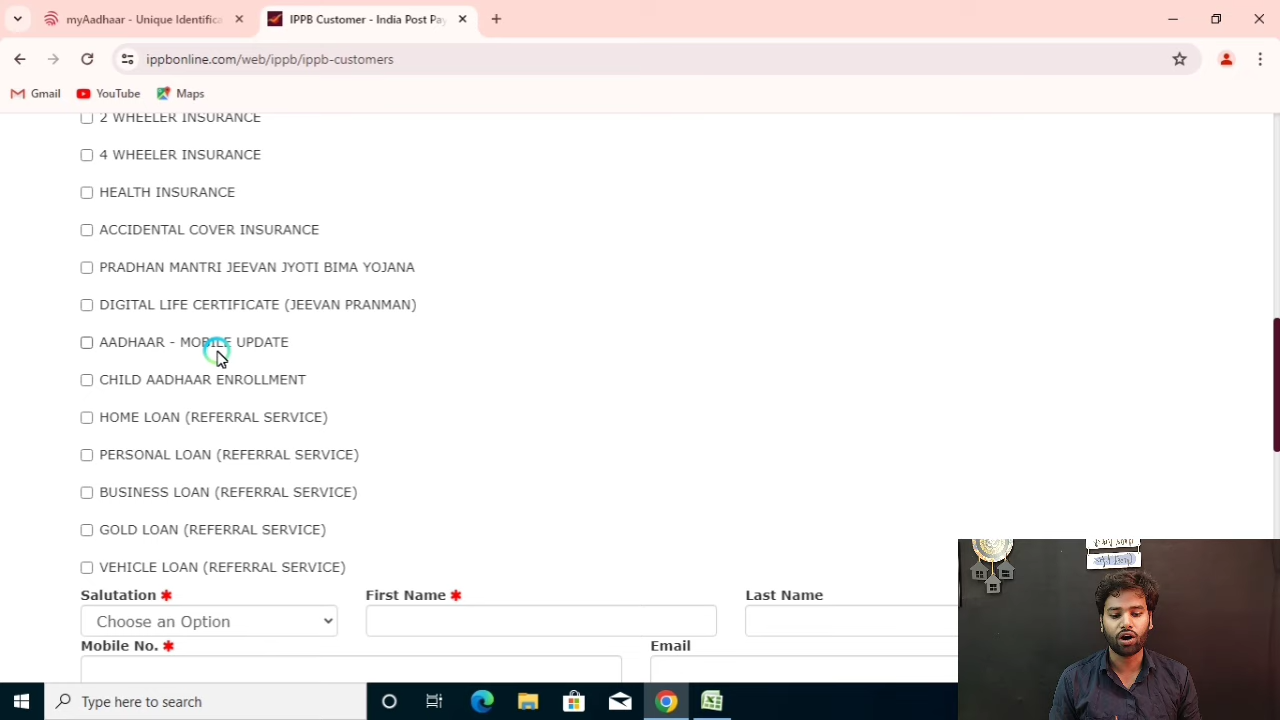 myAadhaar - Unique Identifica
IPPB Customer - India Post Pay
ippbonline.com/web/ippb/ippb-customers
Gmail
YouTube
Maps
2 WHEELER INSURANCE
4 WHEELER INSURANCE
HEALTH INSURANCE
ACCIDENTAL COVER INSURANCE
PRADHAN MANTRI JEEVAN JYOTI BIMA YOJANA
DIGITAL LIFE CERTIFICATE (JEEVAN PRANMAN)
AADHAAR - MOBILE UPDATE
CHILD AADHAAR ENROLLMENT
HOME LOAN (REFERRAL SERVICE)
PERSONAL LOAN (REFERRAL SERVICE)
BUSINESS LOAN (REFERRAL SERVICE)
GOLD LOAN (REFERRAL SERVICE)
VEHICLE LOAN (REFERRAL SERVICE)
Salutation * First Name * Last Name
Choose an Option
Mobile No. * Email
Type here to search